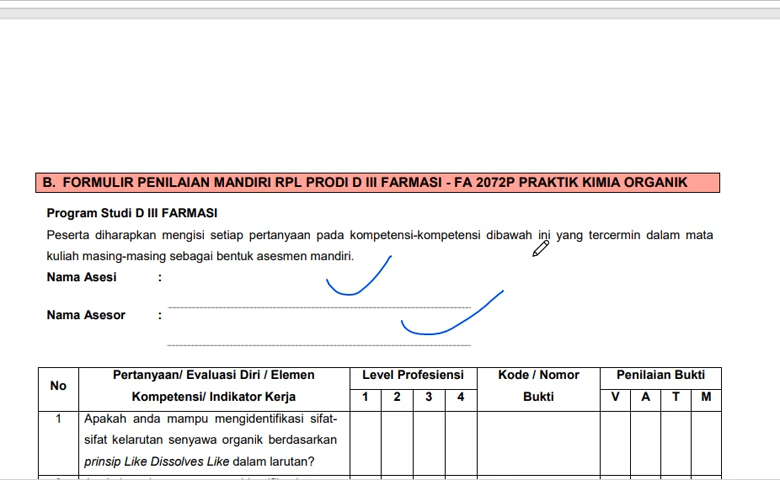 B. FORMULIR PENILAIAN MANDIRI RPL PRODI D III FARMASI - FA 2072P PRAKTIK KIMIA ORGANIK
Program Studi D III FARMASI
Peserta diharapkan mengisi setiap pertanyaan pada kompetensi-kompetensi dibawah ini yang tercermin dalam mata
kuliah masing-masing sebagai bentuk asesmen mandiri.
Nama Asesi :
Nama Asesor :
No
Pertanyaan/ Evaluasi Diri / Elemen
Kompetensi/ Indikator Kerja
Level Profesiensi
1 2 3 4
Kode / Nomor
Bukti
Penilaian Bukti
V A T M
1 Apakah anda mampu mengidentifikasi sifat-
sifat kelarutan senyawa organik berdasarkan
prinsip Like Dissolves Like dalam larutan?